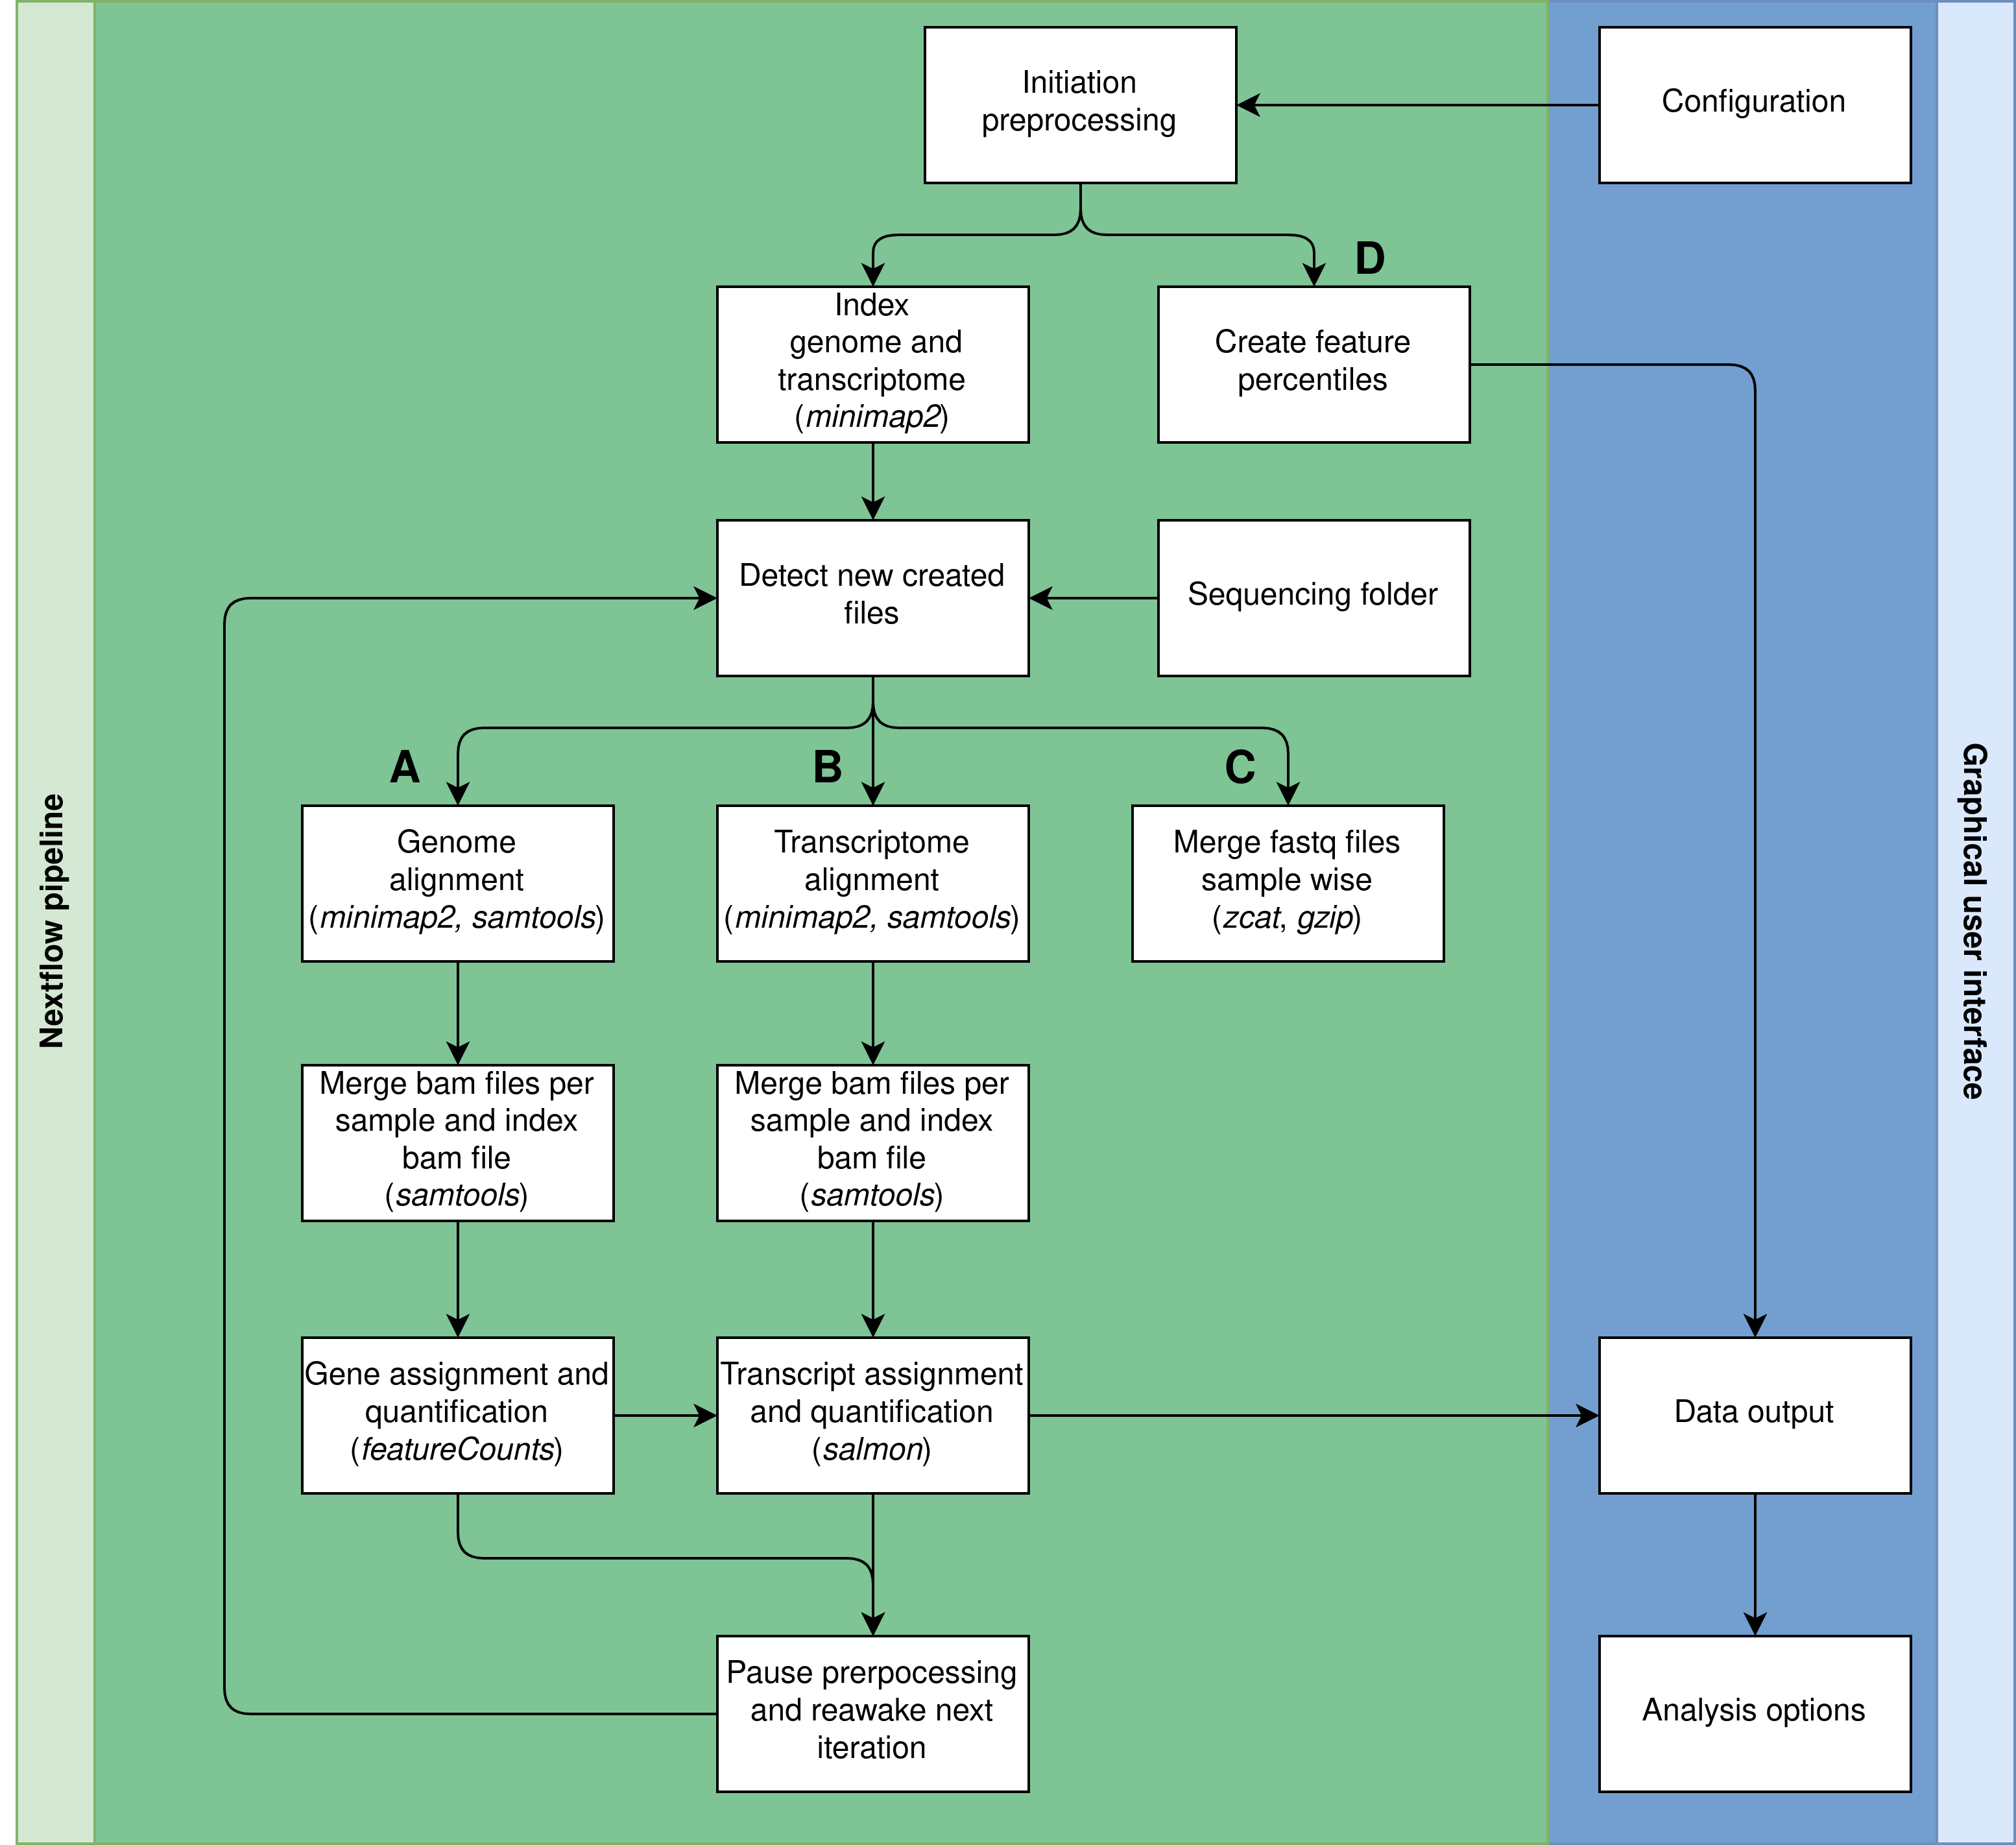 Nextflow pipeline
Graphical user interface
Initiation
preprocessing
Configuration
D
Index
genome and
transcriptome
(minimap2)
Create feature
percentiles
Detect new created
files
Sequencing folder
A
B
C
Genome
alignment
(minimap2, samtools)
Transcriptome
alignment
(minimap2, samtools)
Merge fastq files
sample wise
(zcat, gzip)
Merge bam files per
sample and index
bam file
(samtools)
Merge bam files per
sample and index
bam file
(samtools)
Gene assignment and
quantification
(featureCounts)
Transcript assignment
and quantification
(salmon)
Data output
Pause prerpocessing
and reawake next
iteration
Analysis options